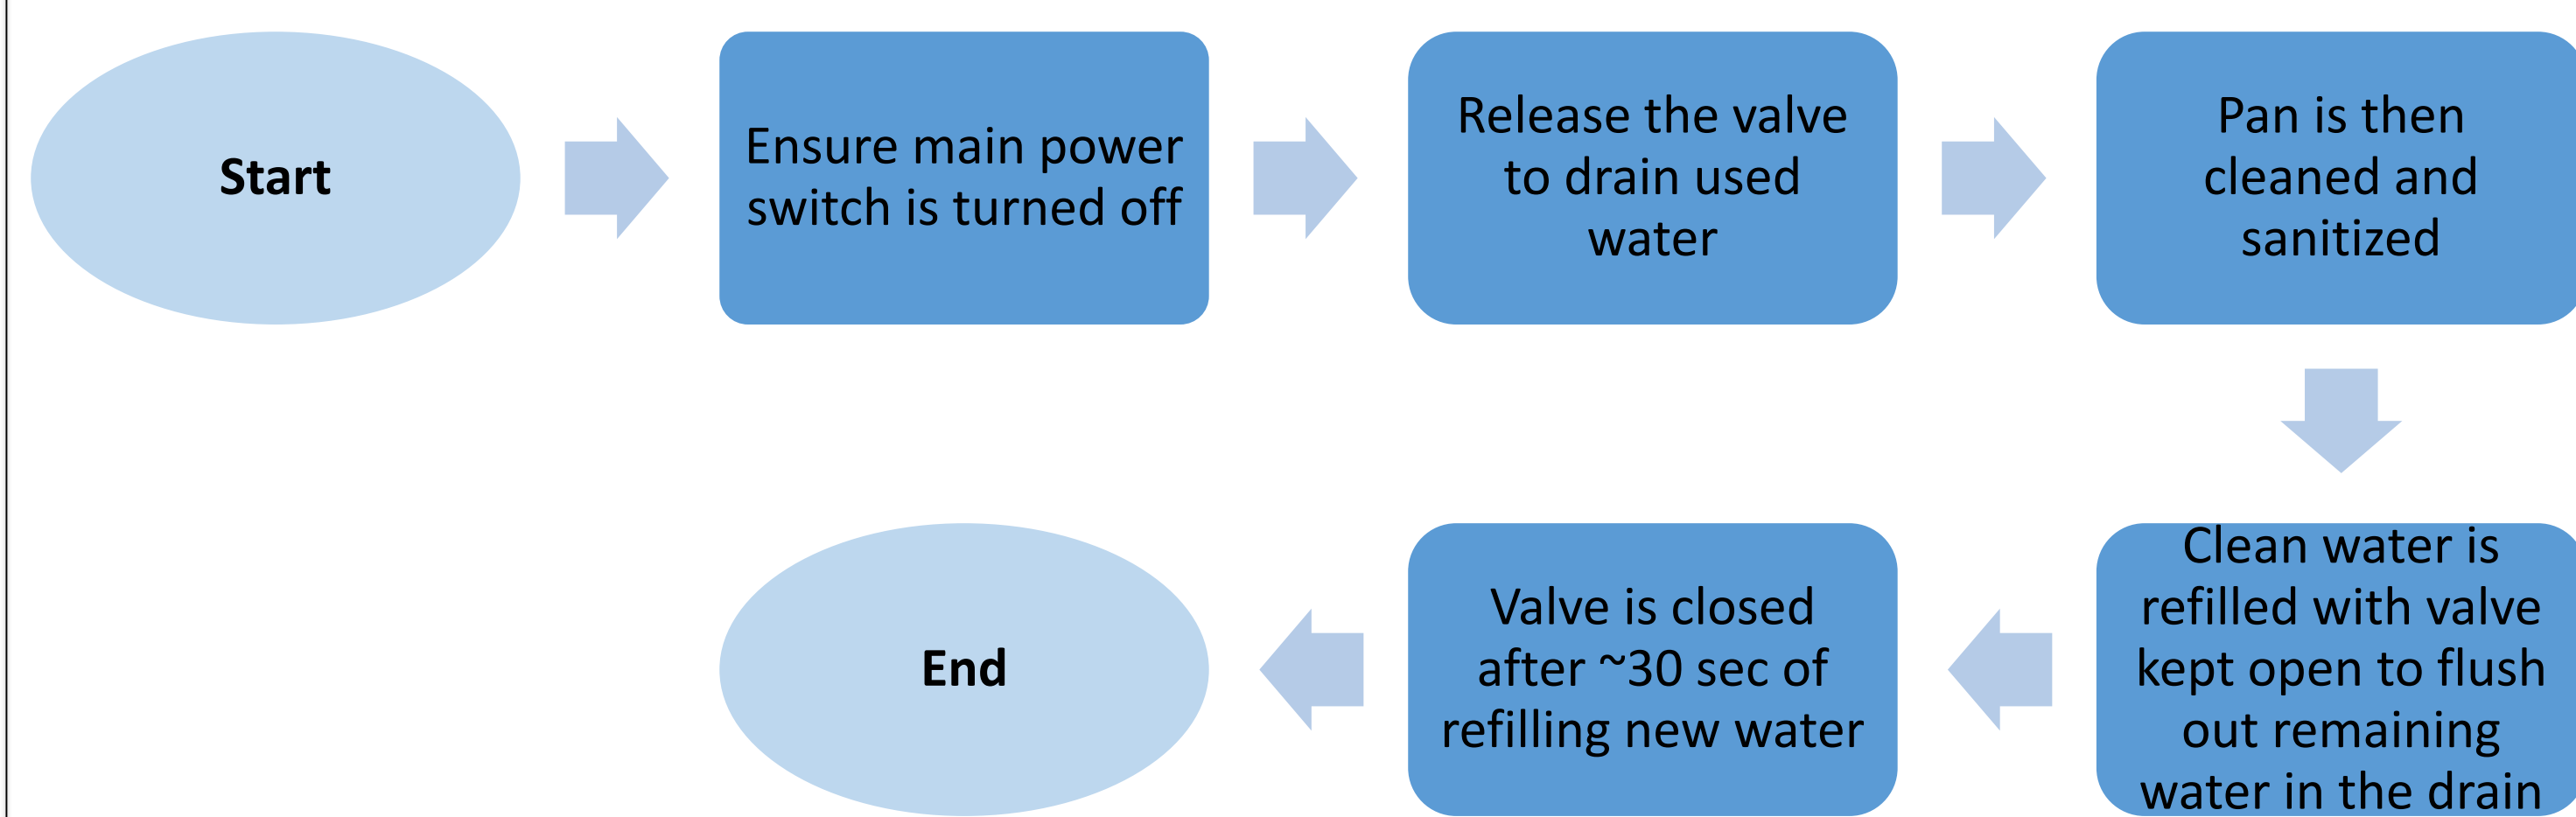 Start
Ensure main power
switch is turned off
Release the valve
to drain used
water
Pan is then
cleaned and
sanitized
Clean water is
refilled with valve
kept open to flush
out remaining
water in the drain
Valve is closed
after ~30 sec of
refilling new water
End